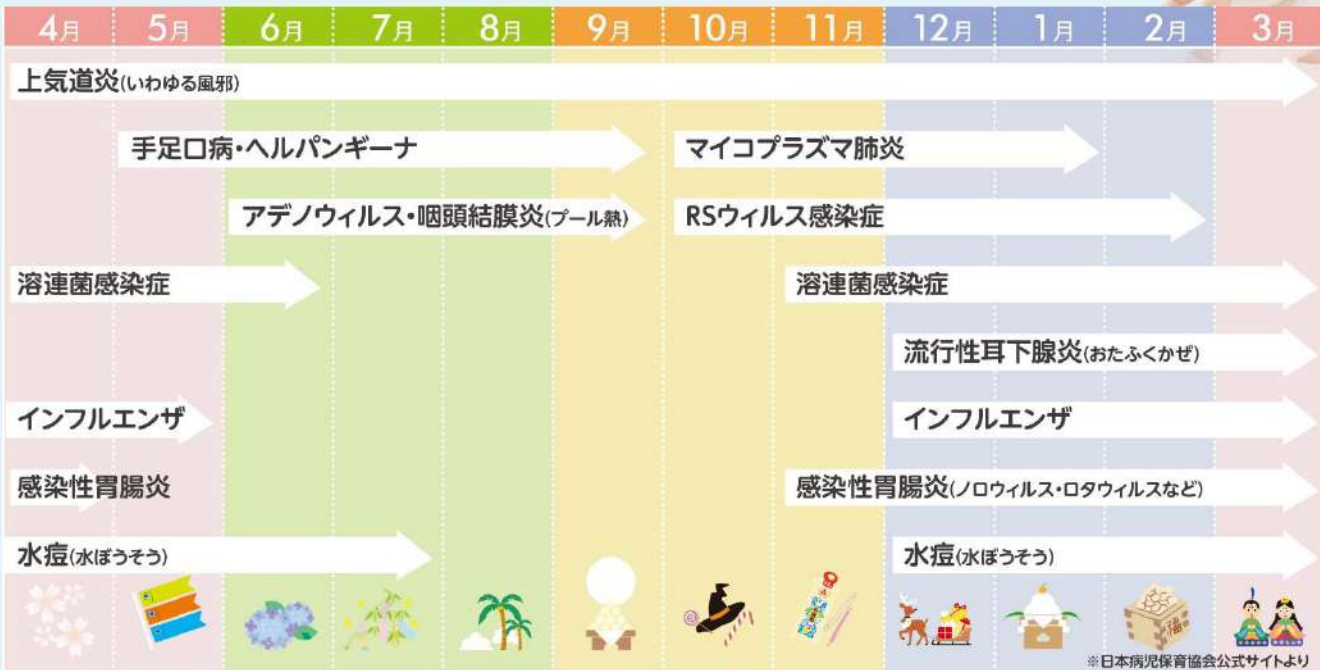 4月 5月 6月 7月 8月 9月 10月 11月 12月 1月 2月 3月
上気道炎(いわゆる風邪)
手足口病・ヘルパンギーナ マイコプラズマ肺炎
アデノウィルス・咽頭結膜炎(プール熱) RSウィルス感染症
溶連菌感染症 溶連菌感染症
流行性耳下腺炎(おたふくかぜ)
インフルエンザ インフルエンザ
感染性胃腸炎 感染性胃腸炎(ノロウィルス・ロタウィルスなど)
水痘(水ぼうそう) 水痘(水ぼうそう)
福
※日本病児保育協会公式サイトより